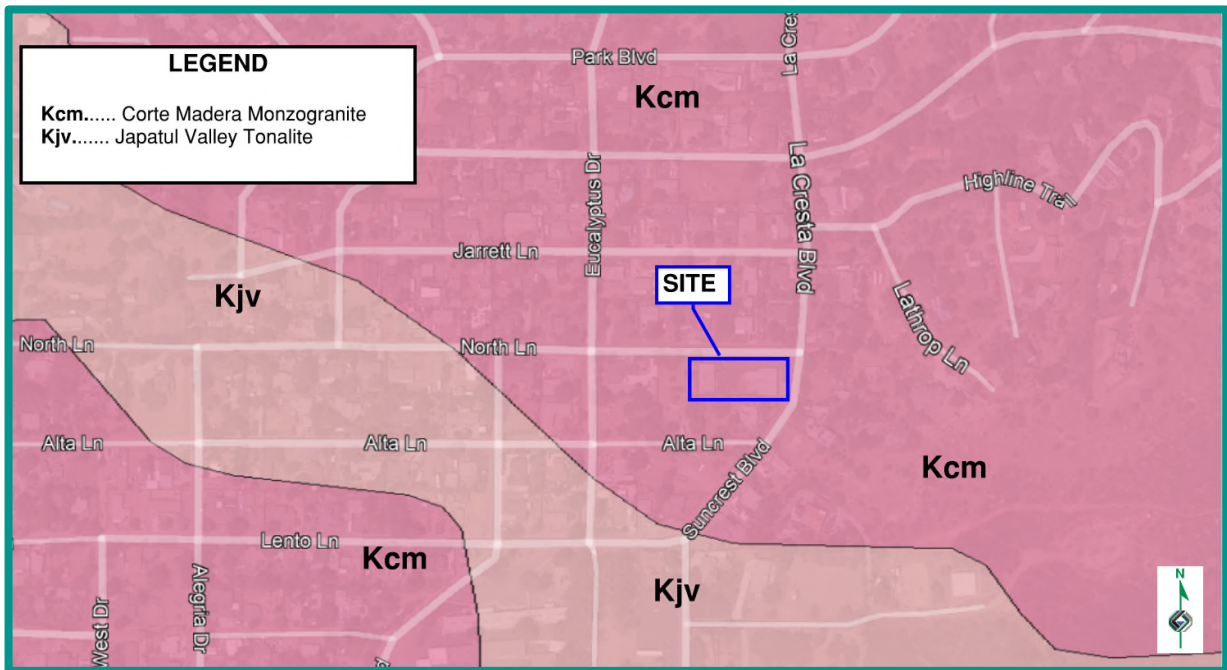 LEGEND
Kcm...... Corte Madera Monzogranite
Kjv....... Japatul Valley Tonalite
Park Blvd
Kcm
La Cres
La Cresta Blvd
Eucalyptus Dr
Highline Trail
Jarrett Ln
SITE
Kjv
Lathrop Ln
North Ln
North Ln
Alta Ln
Alta Ln
Alta Ln
Suncrest Blvd
Kcm
Lento Ln
Kcm
Kjv
West Dr
Alegria Dr
N